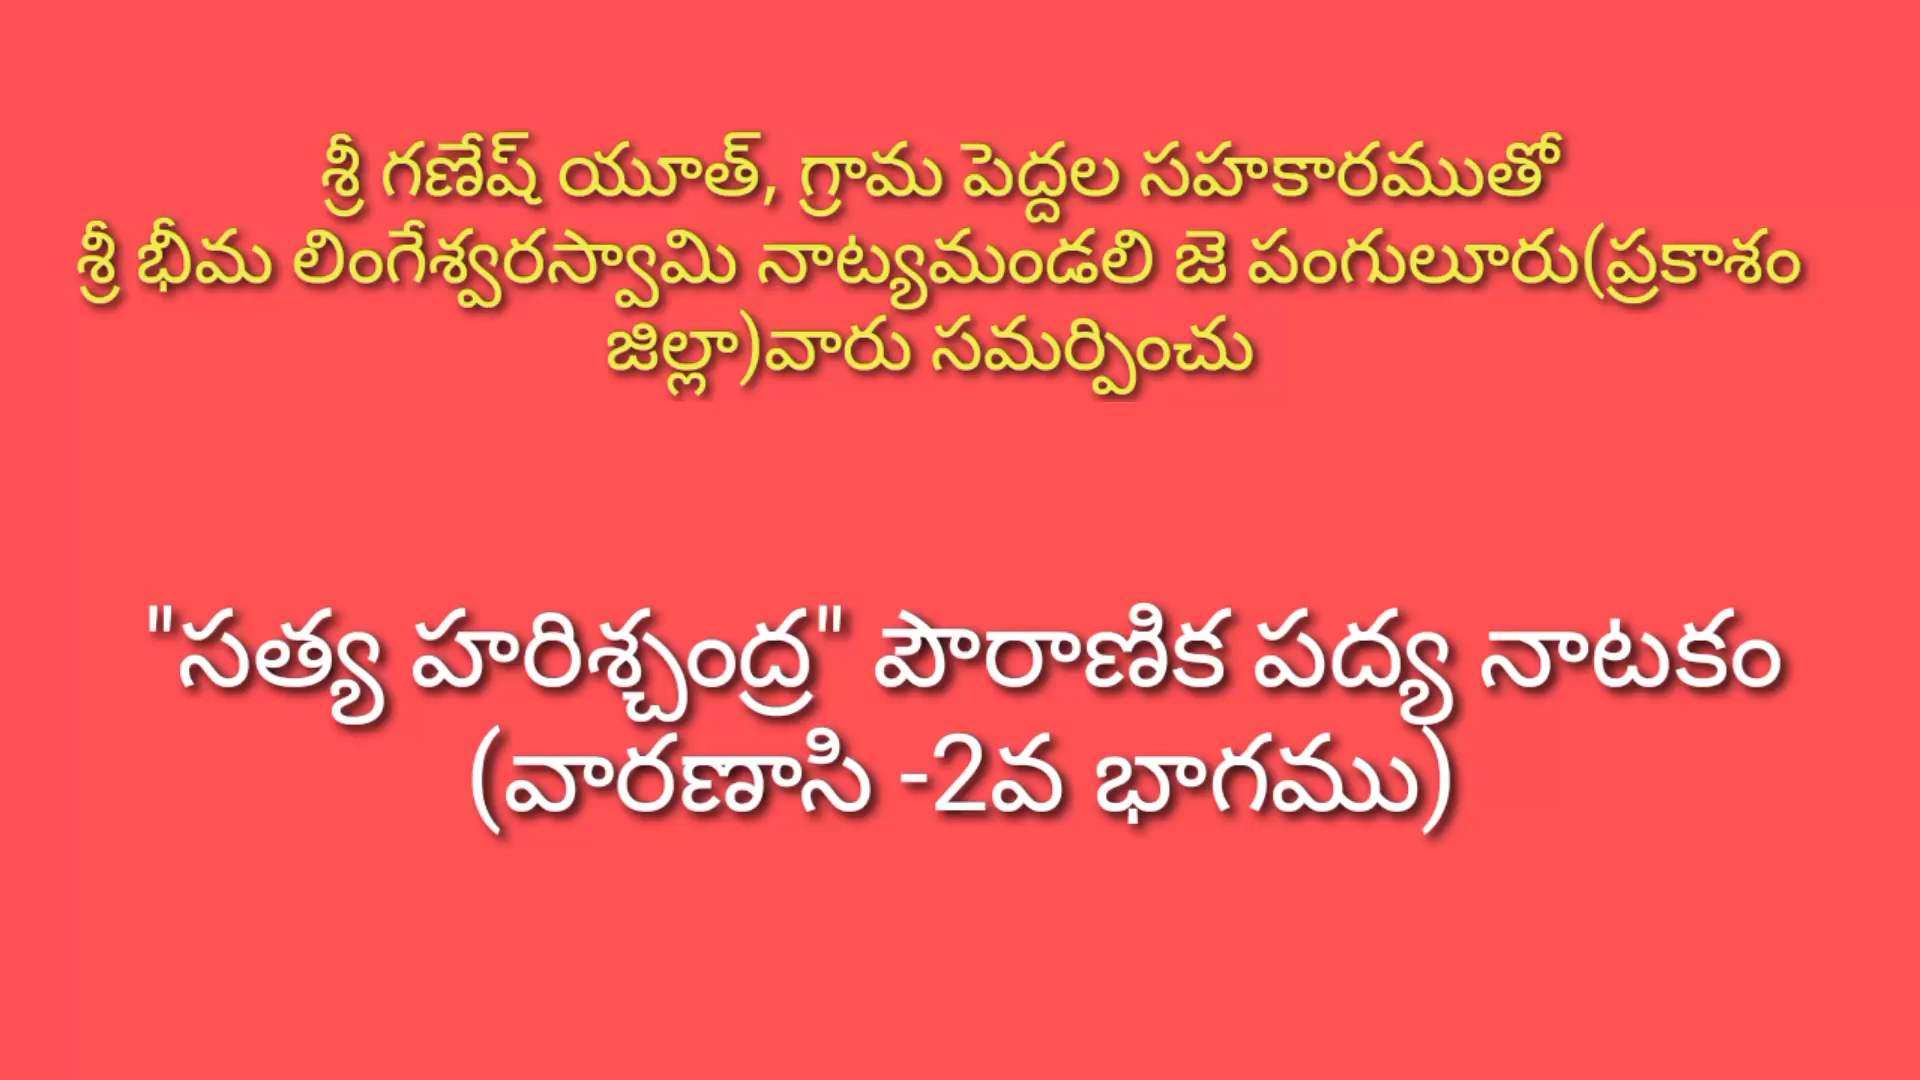 శ్రీ గణేష్ యూత్, గ్రామ పెద్దల సహకారముతో
శ్రీ భీమ లింగేశ్వరస్వామి నాట్యమండలి జె పంగులూరు(ప్రకాశం
జిల్లా)వారు సమర్పించు
"సత్య హరిశ్చంద్ర" పౌరాణిక పద్య నాటకం
(వారణాసి -2వ భాగము)